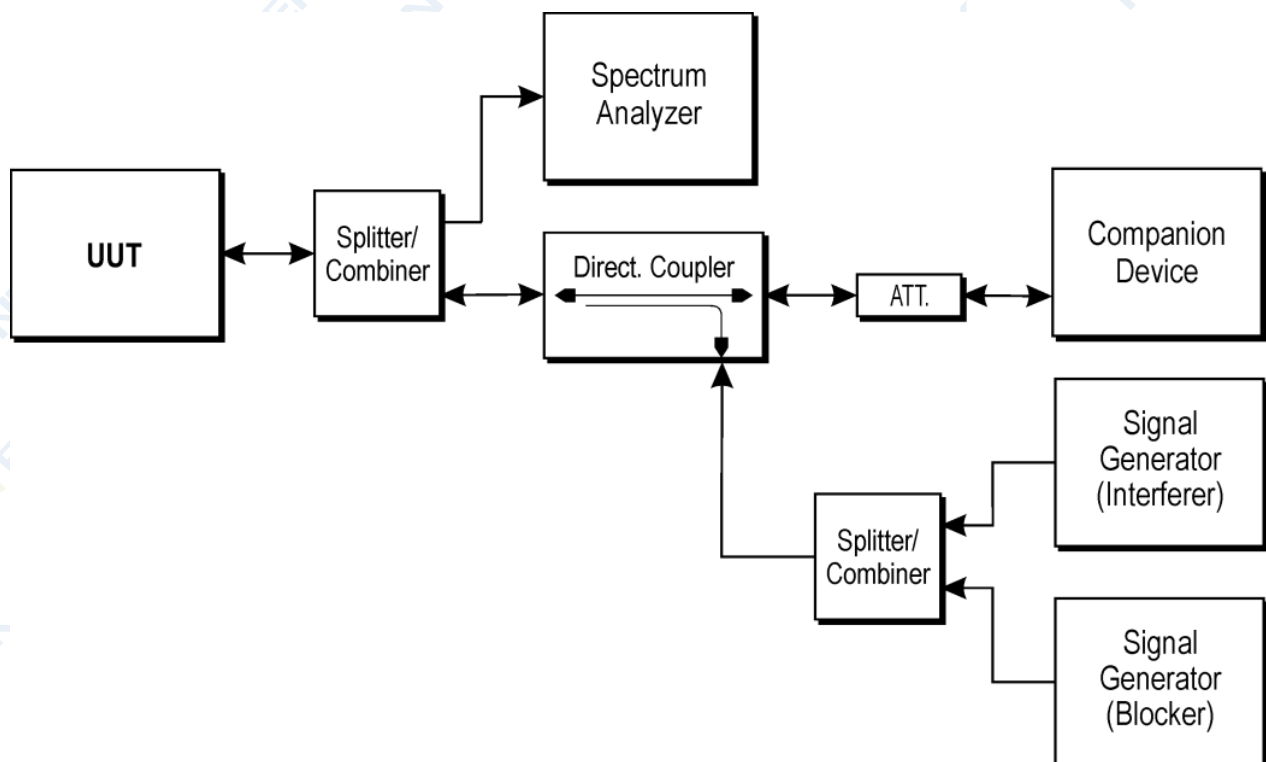 Spectrum
Analyzer
UUT
Splitter/
Combiner
Direct. Coupler
ATT.
Companion
Device
Signal
Generator
(Interferer)
Splitter/
Combiner
Signal
Generator
(Blocker)